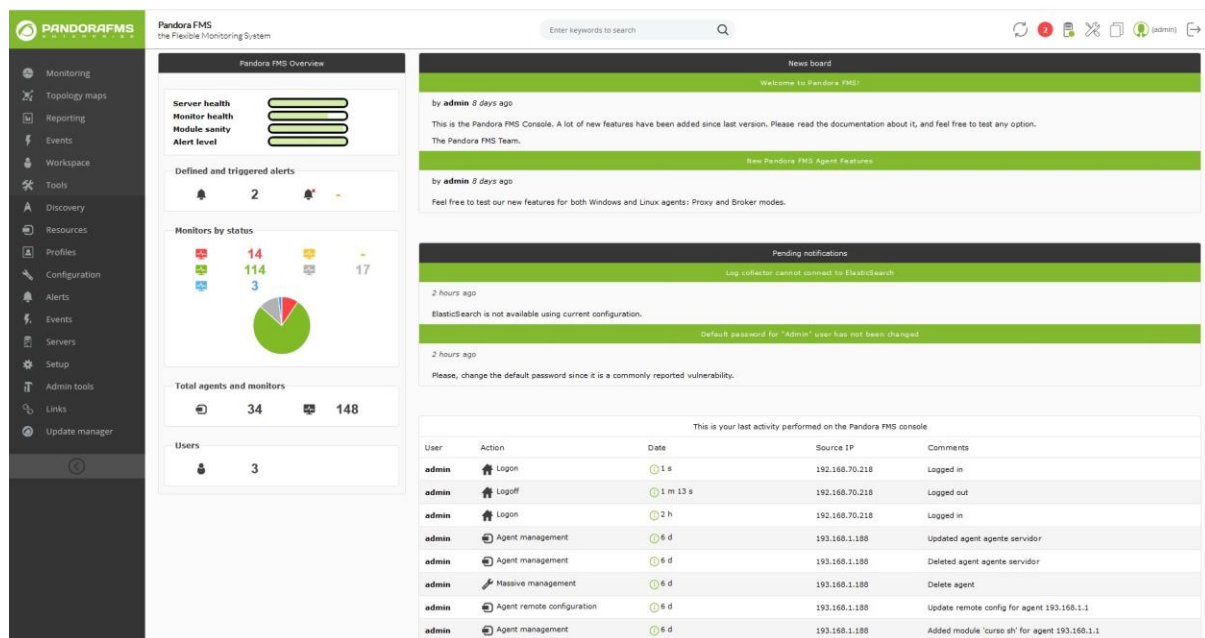 PANDORAFMS
ENTERPRISE
Pandora FMS
the Flexible Monitoring System
Enter keywords to search
2
(admin)
Monitoring
Topology maps
Reporting
Events
Workspace
Tools
Discovery
Resources
Profiles
Configuration
Alerts
Events
Servers
Setup
Admin tools
Links
Update manager
Pandora FMS Overview
Server health
Monitor health
Module sanity
Alert level
Defined and triggered alerts
2 -
Monitors by status
14 -
114 17
3
Total agents and monitors
34 148
Users
3
News board
Welcome to Pandora FMS!
by admin 8 days ago
This is the Pandora FMS Console. A lot of new features have been added since last version. Please read the documentation about it, and feel free to test any option.
The Pandora FMS Team.
New Pandora FMS Agent Features
by admin 8 days ago
Feel free to test our new features for both Windows and Linux agents: Proxy and Broker modes.
Pending notifications
Log collector cannot connect to ElasticSearch
2 hours ago
ElasticSearch is not available using current configuration.
Default password for "Admin" user has not been changed
2 hours ago
Please, change the default password since it is a commonly reported vulnerability.
This is your last activity performed on the Pandora FMS console
User Action Date Source IP Comments
admin Logon 1 s 192.168.70.218 Logged in
admin Logoff 1 m 13 s 192.168.70.218 Logged out
admin Logon 2 h 192.168.70.218 Logged in
admin Agent management 6 d 193.168.1.188 Updated agent agente servidor
admin Agent management 6 d 193.168.1.188 Deleted agent agente servidor
admin Massive management 6 d 193.168.1.188 Delete agent
admin Agent remote configuration 6 d 193.168.1.188 Update remote config for agent 193.168.1.1
admin Agent management 6 d 193.168.1.188 Added module 'curso sh' for agent 193.168.1.1